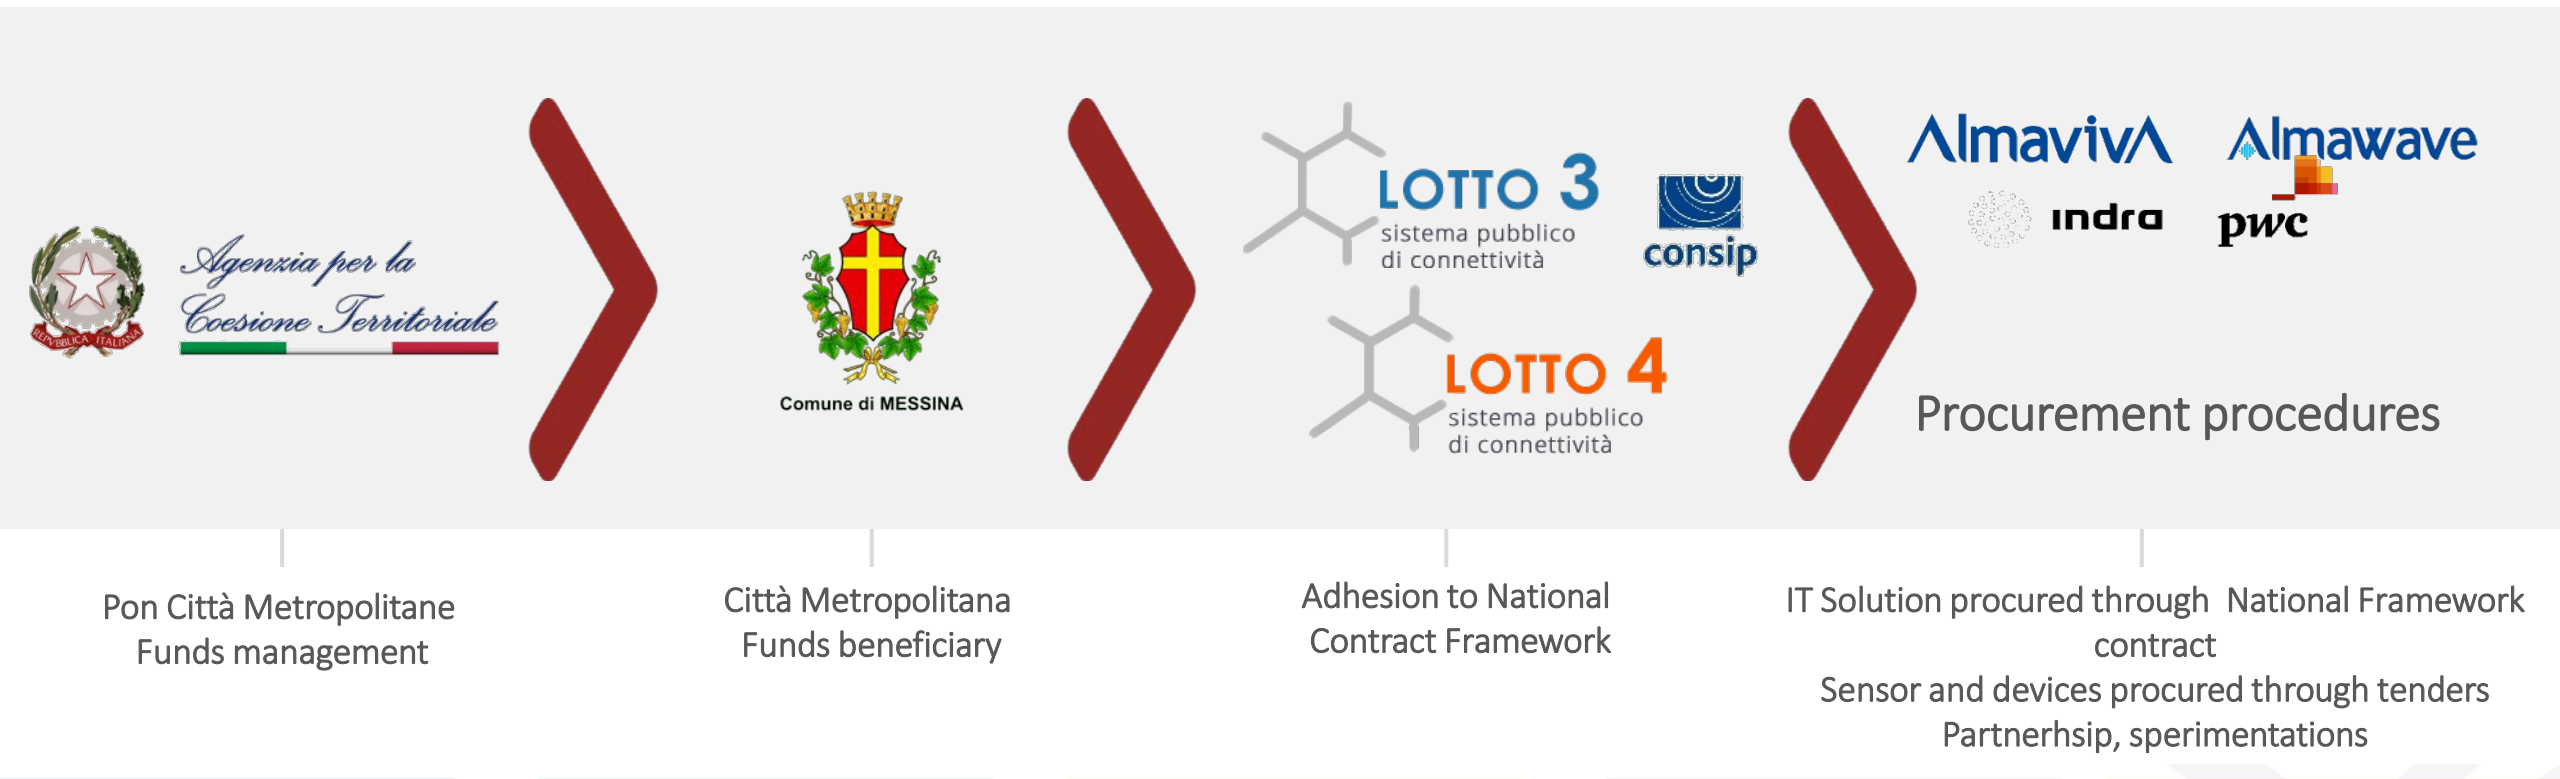 Agenzia per la
Coesione Territoriale
REPVBBLICA ITALIANA
Comune di MESSINA
LOTTO 3
sistema pubblico
di connettività
consip
LOTTO 4
sistema pubblico
di connettività
AlmavivA
Almawave
indra
pwc
Procurement procedures
Pon Città Metropolitane
Funds management
Città Metropolitana
Funds beneficiary
Adhesion to National
Contract Framework
IT Solution procured through National Framework
contract
Sensor and devices procured through tenders
Partnerhsip, sperimentations